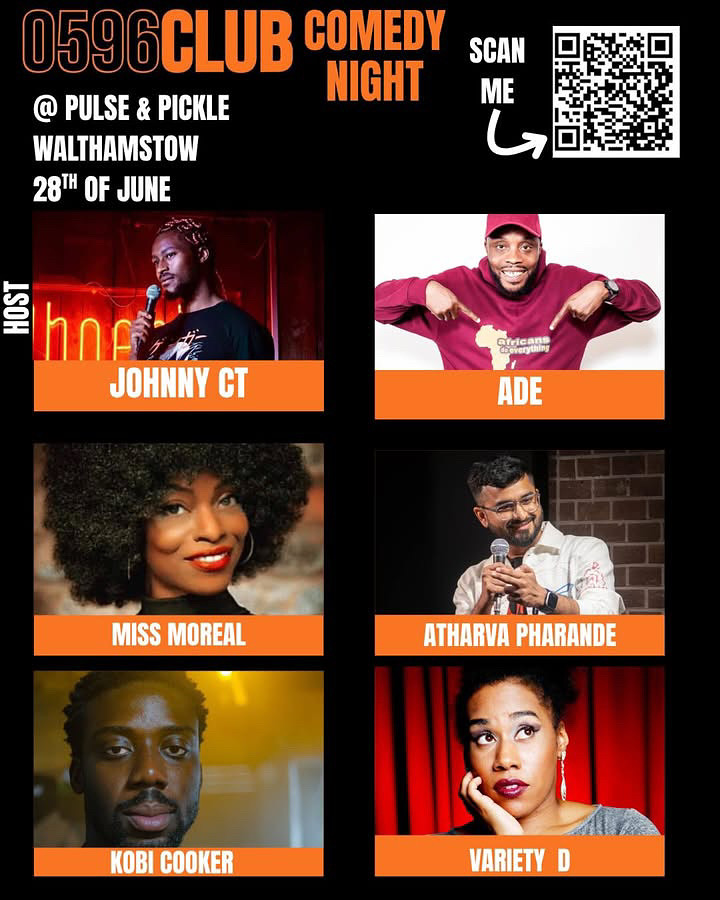 0596CLUB COMEDY
NIGHT
SCAN
ME
@ PULSE & PICKLE
WALTHAMSTOW
28TH OF JUNE
HOST
JOHNNY CT
africans
do everything
ADE
MISS MOREAL
ATHARVA PHARANDE
KOBI COOKER
VARIETY D